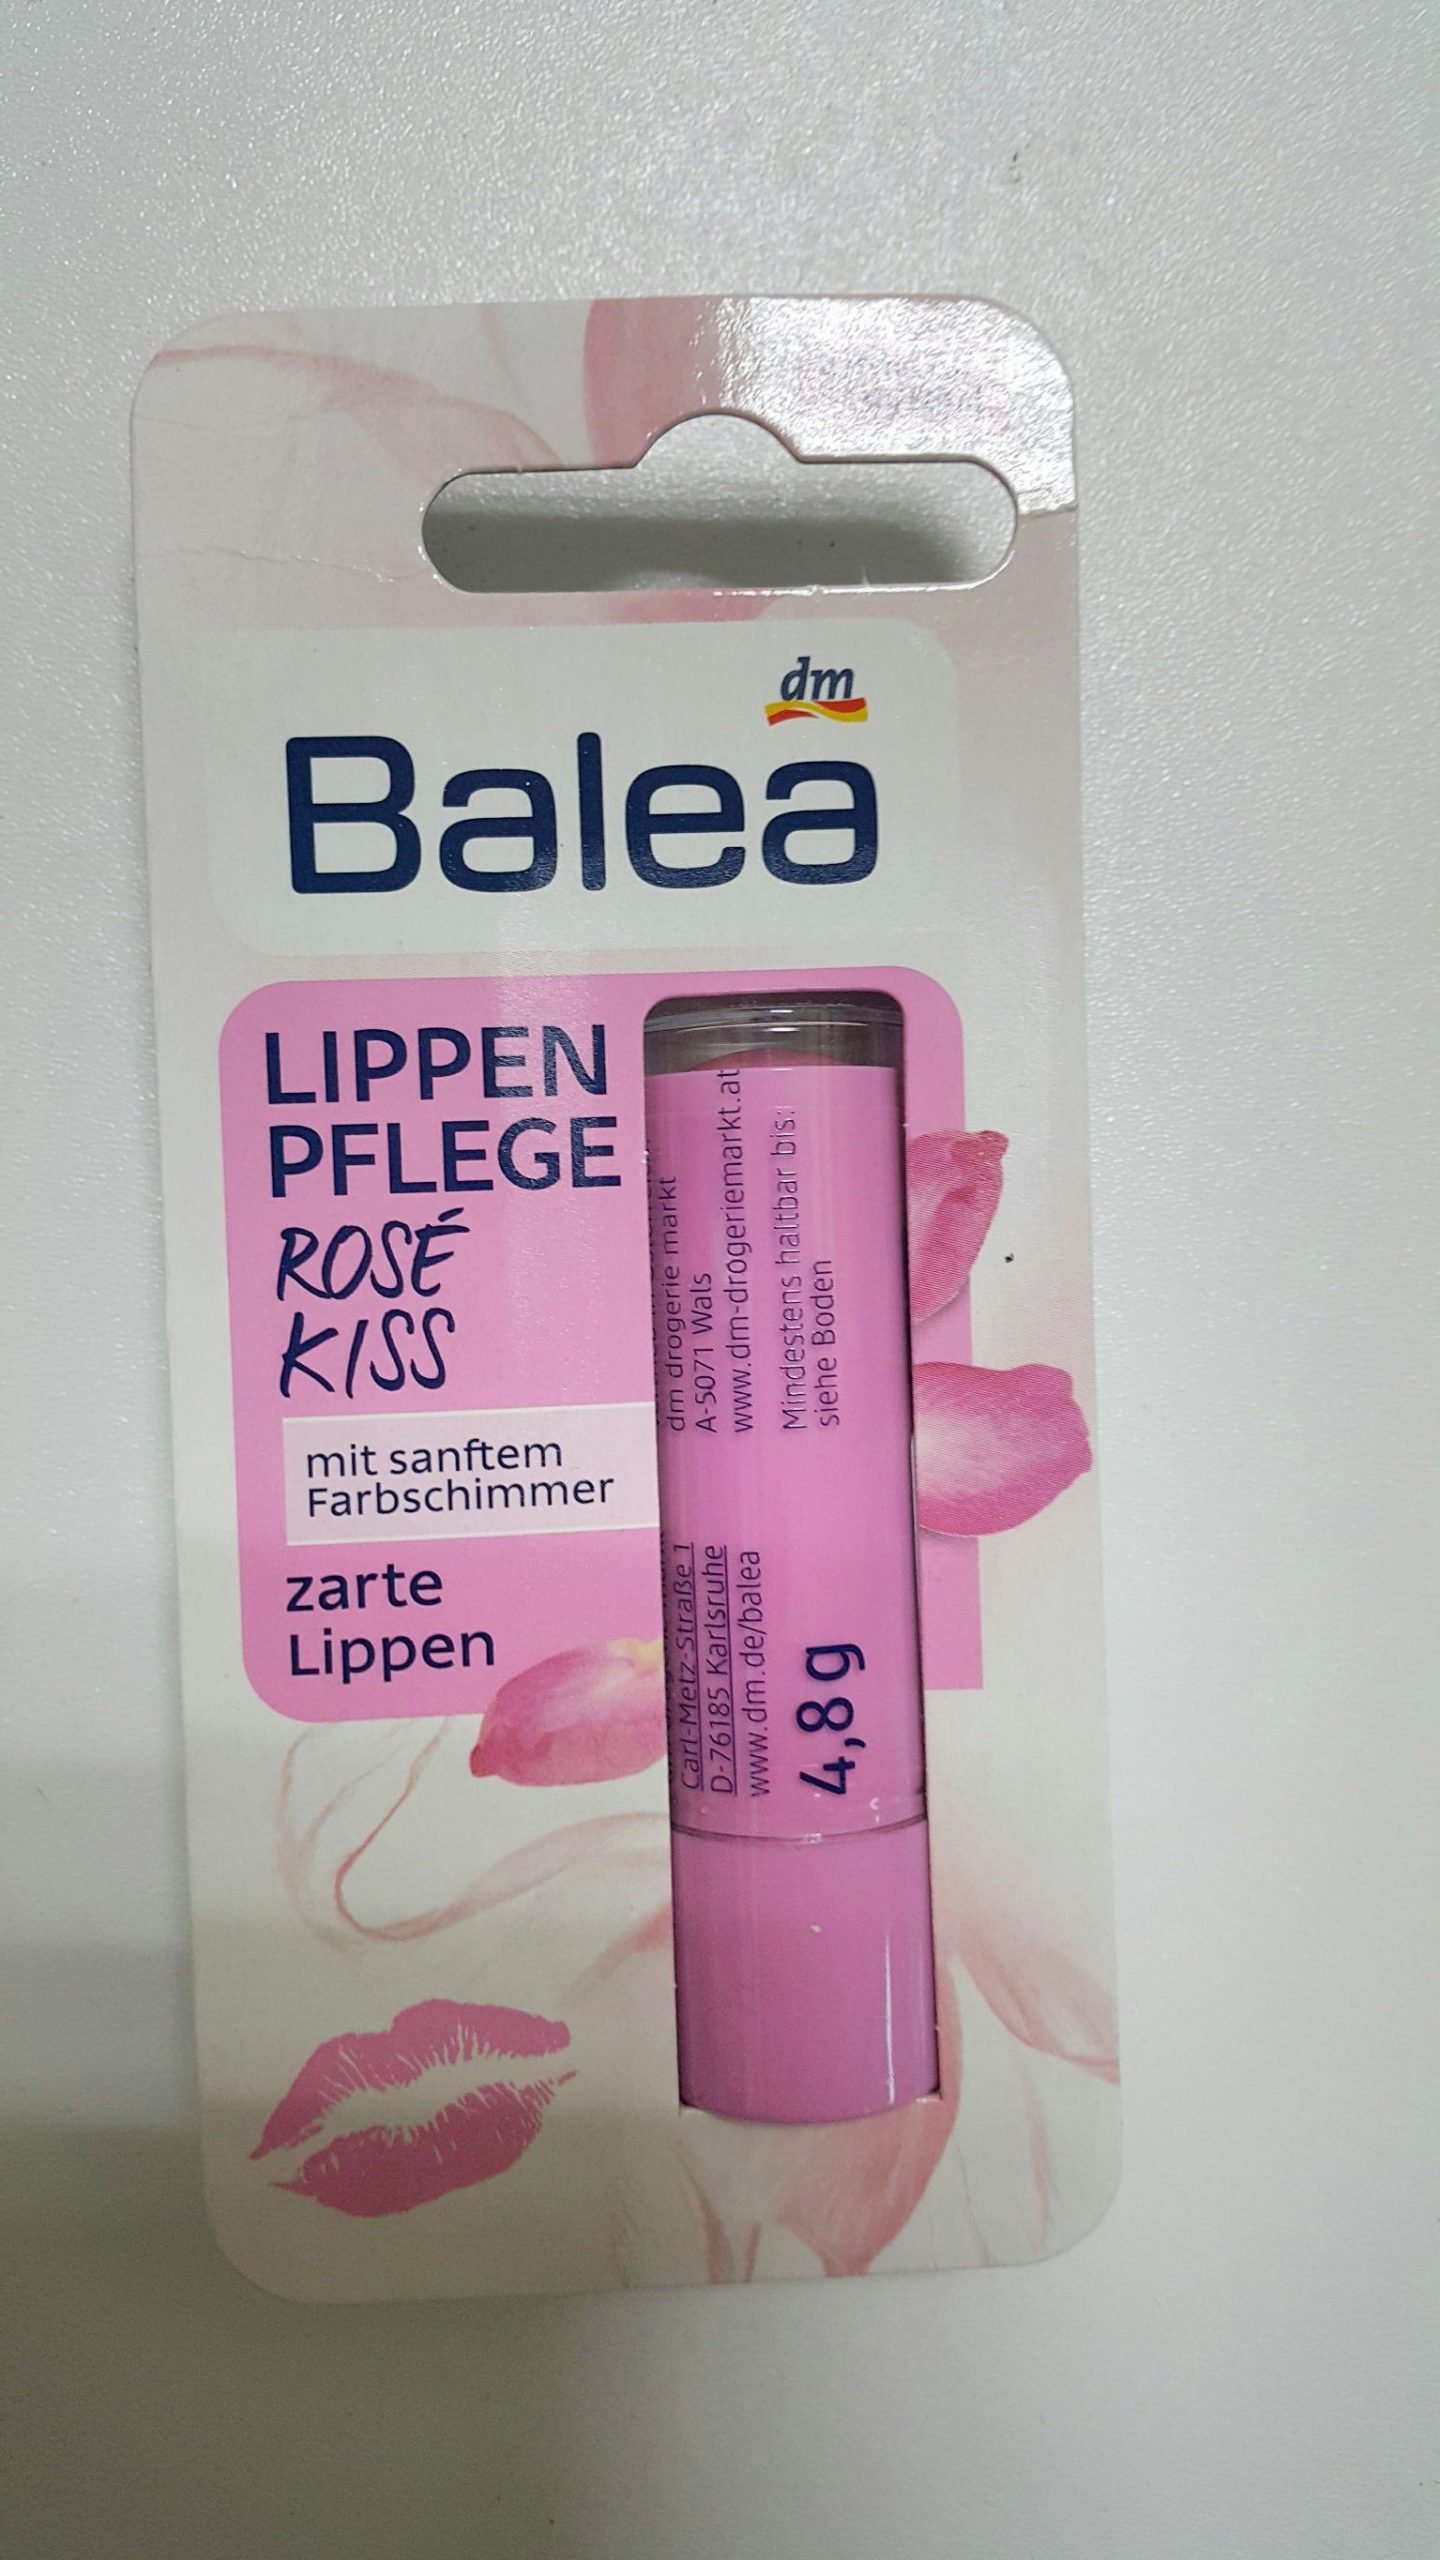 dm
Balea
LIPPEN
PFLEGE
ROSÉ
KISS
mit sanftem
Farbschimmer
zarte
Lippen
dm drogerie markt
A-5071 Wals
www.dm-drogeriemarkt.at
Mindestens haltbar bis:
siehe Boden
Carl-Metz-Straße 1
D-76185 Karlsruhe
www.dm.de/balea
4,8 g